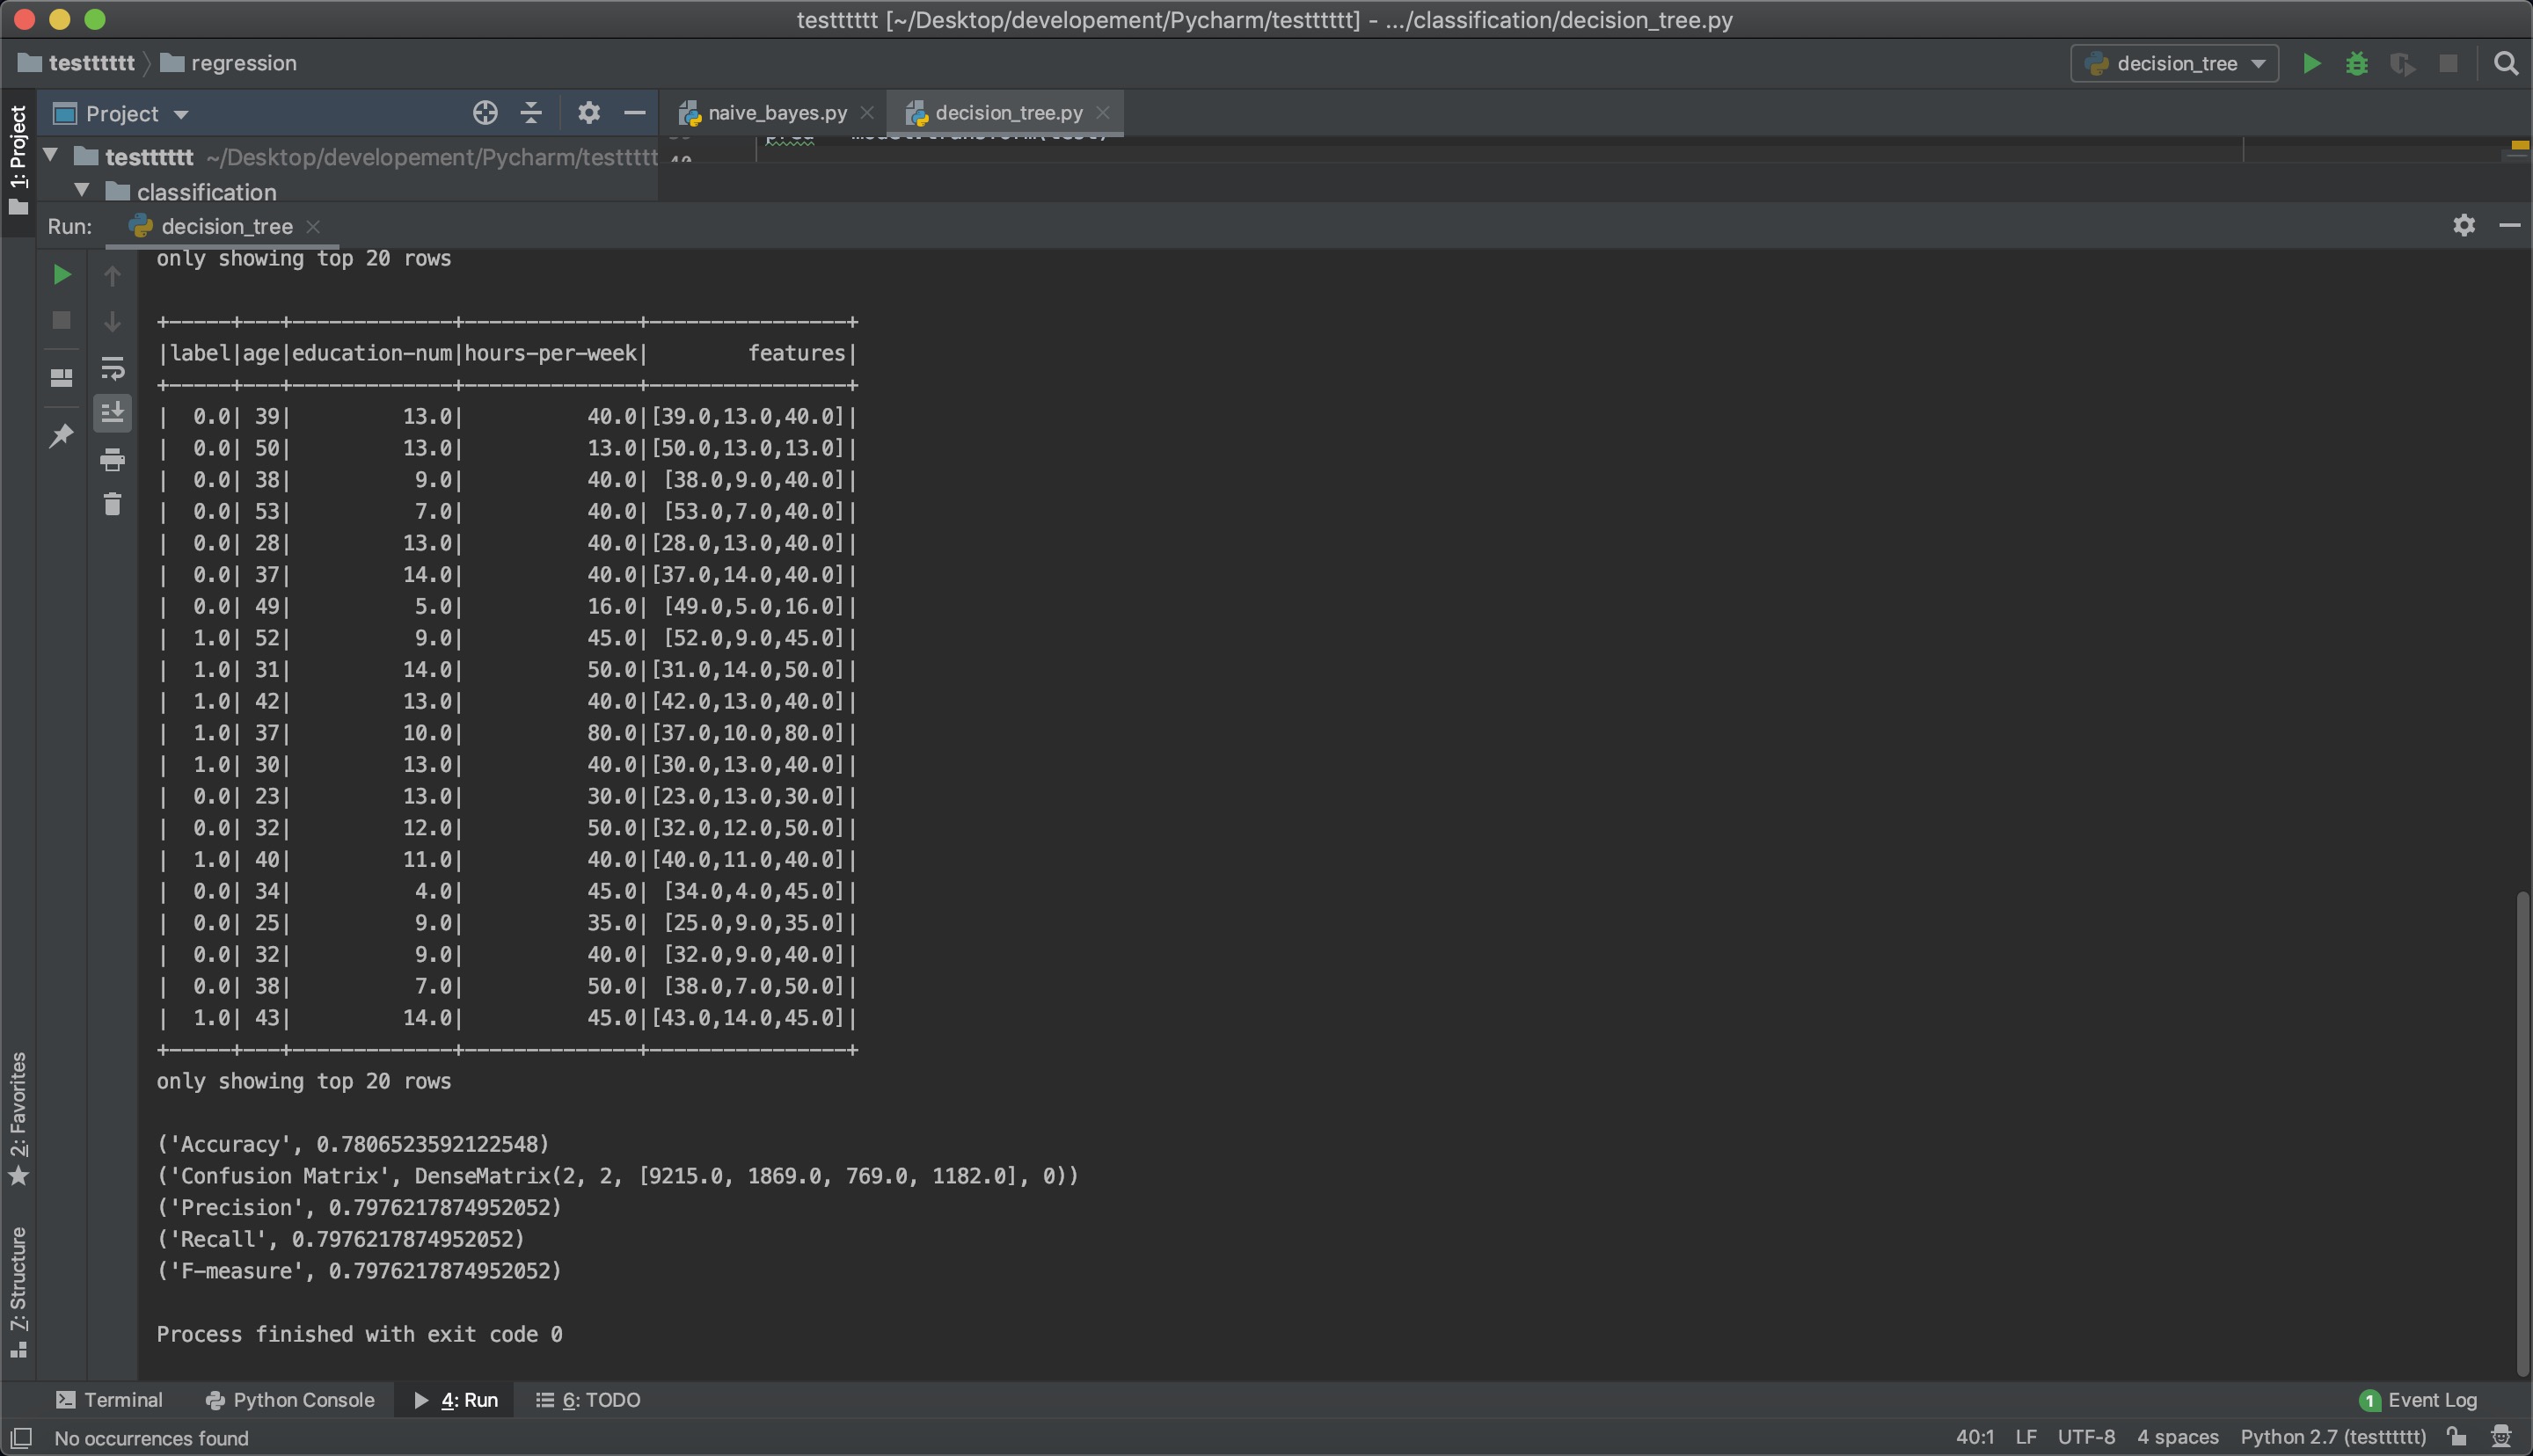 testttttt [~/Desktop/developement/Pycharm/testttttt] - .../classification/decision_tree.py
testttttt regression decision_tree
1: Project Project naive_bayes.py decision_tree.py
testttttt ~/Desktop/developement/Pycharm/testtttt
40
classification
Run: decision_tree
only showing top 20 rows
+-----+---+-------------+--------------+----------------+
|label|age|education-num|hours-per-week|        features|
+-----+---+-------------+--------------+----------------+
|  0.0| 39|         13.0|          40.0|[39.0,13.0,40.0]|
|  0.0| 50|         13.0|          13.0|[50.0,13.0,13.0]|
|  0.0| 38|          9.0|          40.0| [38.0,9.0,40.0]|
|  0.0| 53|          7.0|          40.0| [53.0,7.0,40.0]|
|  0.0| 28|         13.0|          40.0|[28.0,13.0,40.0]|
|  0.0| 37|         14.0|          40.0|[37.0,14.0,40.0]|
|  0.0| 49|          5.0|          16.0| [49.0,5.0,16.0]|
|  1.0| 52|          9.0|          45.0| [52.0,9.0,45.0]|
|  1.0| 31|         14.0|          50.0|[31.0,14.0,50.0]|
|  1.0| 42|         13.0|          40.0|[42.0,13.0,40.0]|
|  1.0| 37|         10.0|          80.0|[37.0,10.0,80.0]|
|  1.0| 30|         13.0|          40.0|[30.0,13.0,40.0]|
|  0.0| 23|         13.0|          30.0|[23.0,13.0,30.0]|
|  0.0| 32|         12.0|          50.0|[32.0,12.0,50.0]|
|  1.0| 40|         11.0|          40.0|[40.0,11.0,40.0]|
|  0.0| 34|          4.0|          45.0| [34.0,4.0,45.0]|
|  0.0| 25|          9.0|          35.0| [25.0,9.0,35.0]|
|  0.0| 32|          9.0|          40.0| [32.0,9.0,40.0]|
|  0.0| 38|          7.0|          50.0| [38.0,7.0,50.0]|
|  1.0| 43|         14.0|          45.0|[43.0,14.0,45.0]|
+-----+---+-------------+--------------+----------------+
only showing top 20 rows
('Accuracy', 0.7806523592122548)
('Confusion Matrix', DenseMatrix(2, 2, [9215.0, 1869.0, 769.0, 1182.0], 0))
('Precision', 0.7976217874952052)
('Recall', 0.7976217874952052)
('F-measure', 0.7976217874952052)
Process finished with exit code 0
2: Favorites
7: Structure
Terminal Python Console 4: Run 6: TODO 1 Event Log
No occurrences found 40:1 LF UTF-8 4 spaces Python 2.7 (testttttt)